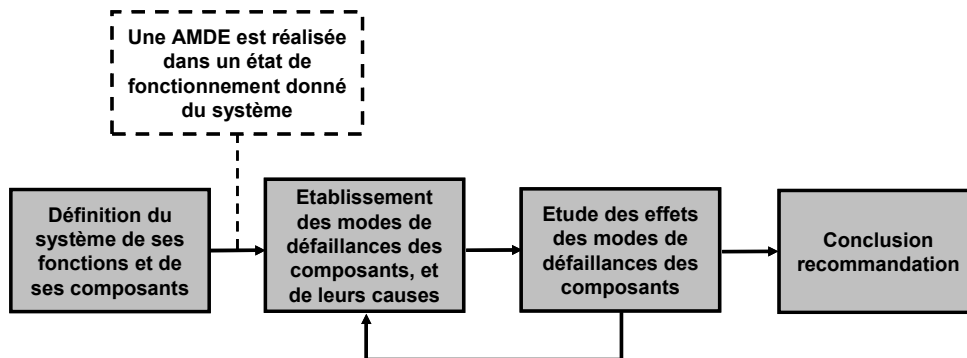 Une AMDE est réalisée
dans un état de
fonctionnement donné
du système
Définition du
système de ses
fonctions et de
ses composants
Etablissement
des modes de
défaillances des
composants, et
de leurs causes
Etude des effets
des modes de
défaillances des
composants
Conclusion
recommandation